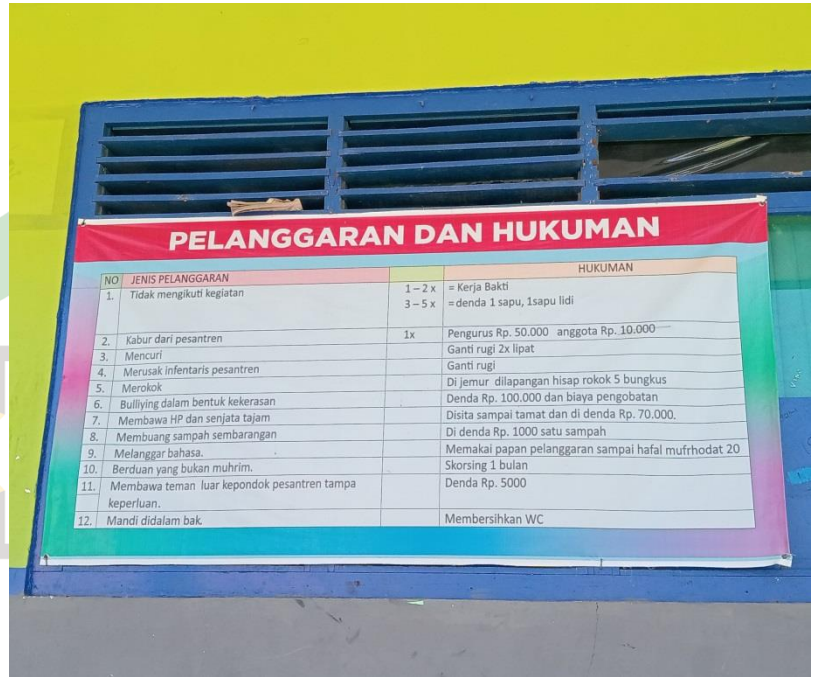 PELANGGARAN DAN HUKUMAN
NO JENIS PELANGGARAN HUKUMAN
1. Tidak mengikuti kegiatan 1 – 2 x = Kerja Bakti
3 – 5 x = denda 1 sapu, 1sapu lidi
2. Kabur dari pesantren 1x Pengurus Rp. 50.000 anggota Rp. 10.000
3. Mencuri Ganti rugi 2x lipat
4. Merusak infentaris pesantren Ganti rugi
5. Merokok Di jemur dilapangan hisap rokok 5 bungkus
6. Bulliying dalam bentuk kekerasan Denda Rp. 100.000 dan biaya pengobatan
7. Membawa HP dan senjata tajam Disita sampai tamat dan di denda Rp. 70.000.
8. Membuang sampah sembarangan Di denda Rp. 1000 satu sampah
9. Melanggar bahasa. Memakai papan pelanggaran sampai hafal mufrhodat 20
10. Berduan yang bukan muhrim. Skorsing 1 bulan
11. Membawa teman luar kepondok pesantren tampa Denda Rp. 5000
keperluan.
12. Mandi didalam bak. Membersihkan WC